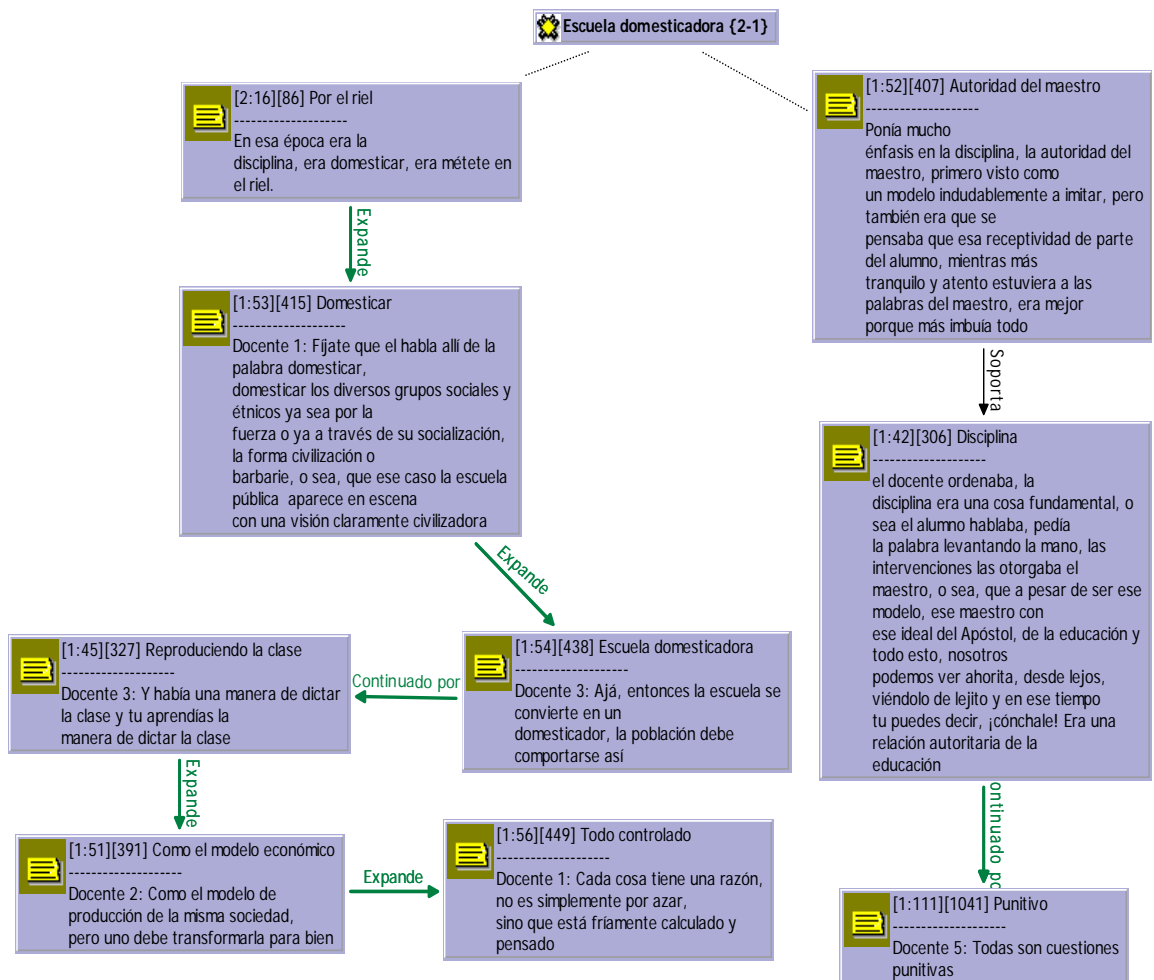 Escuela domesticadora {2-1}
[2:16][86] Por el riel
--------------------
En esa época era la
disciplina, era domesticar, era métete en
el riel.
Expande
[1:53][415] Domesticar
--------------------
Docente 1: Fíjate que el habla allí de la
palabra domesticar,
domesticar los diversos grupos sociales y
étnicos ya sea por la
fuerza o ya a través de su socialización,
la forma civilización o
barbarie, o sea, que ese caso la escuela
pública  aparece en escena
con una visión claramente civilizadora
Expande
[1:54][438] Escuela domesticadora
--------------------
Docente 3: Ajá, entonces la escuela se
convierte en un
domesticador, la población debe
comportarse así
Continuado por
[1:45][327] Reproduciendo la clase
--------------------
Docente 3: Y había una manera de dictar
la clase y tu aprendías la
manera de dictar la clase
Expande
[1:51][391] Como el modelo económico
--------------------
Docente 2: Como el modelo de
producción de la misma sociedad,
pero uno debe transformarla para bien
Expande
[1:56][449] Todo controlado
--------------------
Docente 1: Cada cosa tiene una razón,
no es simplemente por azar,
sino que está fríamente calculado y
pensado
[1:52][407] Autoridad del maestro
--------------------
Ponía mucho
énfasis en la disciplina, la autoridad del
maestro, primero visto como
un modelo indudablemente a imitar, pero
también era que se
pensaba que esa receptividad de parte
del alumno, mientras más
tranquilo y atento estuviera a las
palabras del maestro, era mejor
porque más imbuía todo
Soporta
[1:42][306] Disciplina
--------------------
el docente ordenaba, la
disciplina era una cosa fundamental, o
sea el alumno hablaba, pedía
la palabra levantando la mano, las
intervenciones las otorgaba el
maestro, o sea, que a pesar de ser ese
modelo, ese maestro con
ese ideal del Apóstol, de la educación y
todo esto, nosotros
podemos ver ahorita, desde lejos,
viéndolo de lejito y en ese tiempo
tu puedes decir, ¡cónchale! Era una
relación autoritaria de la
educación
ontinuado po
[1:111][1041] Punitivo
--------------------
Docente 5: Todas son cuestiones
punitivas